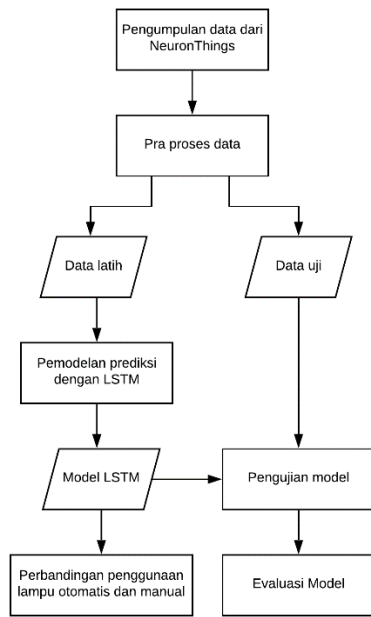 Pengumpulan data dari
NeuronThings
Pra proses data
Data latih
Data uji
Pemodelan prediksi
dengan LSTM
Model LSTM
Pengujian model
Perbandingan penggunaan
lampu otomatis dan manual
Evaluasi Model